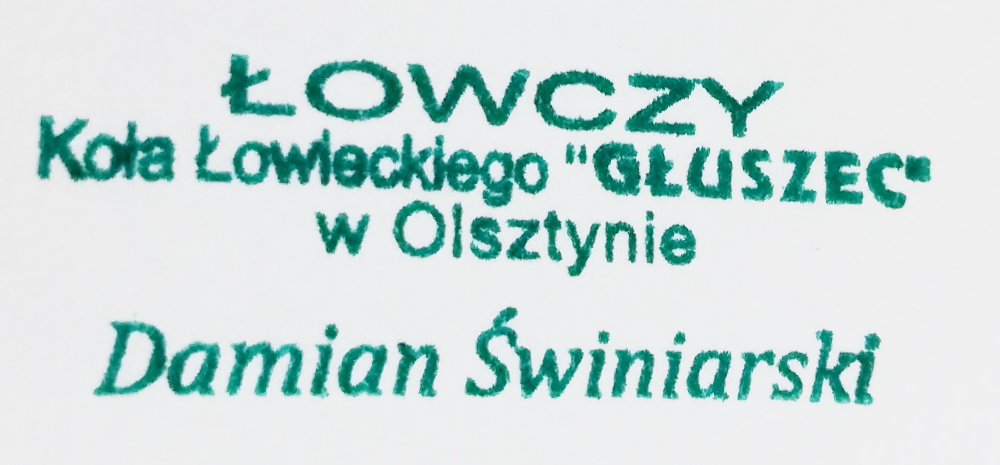 ŁOWCZY
Koła Łowieckiego "GŁUSZEC"
w Olsztynie
Damian Świniarski